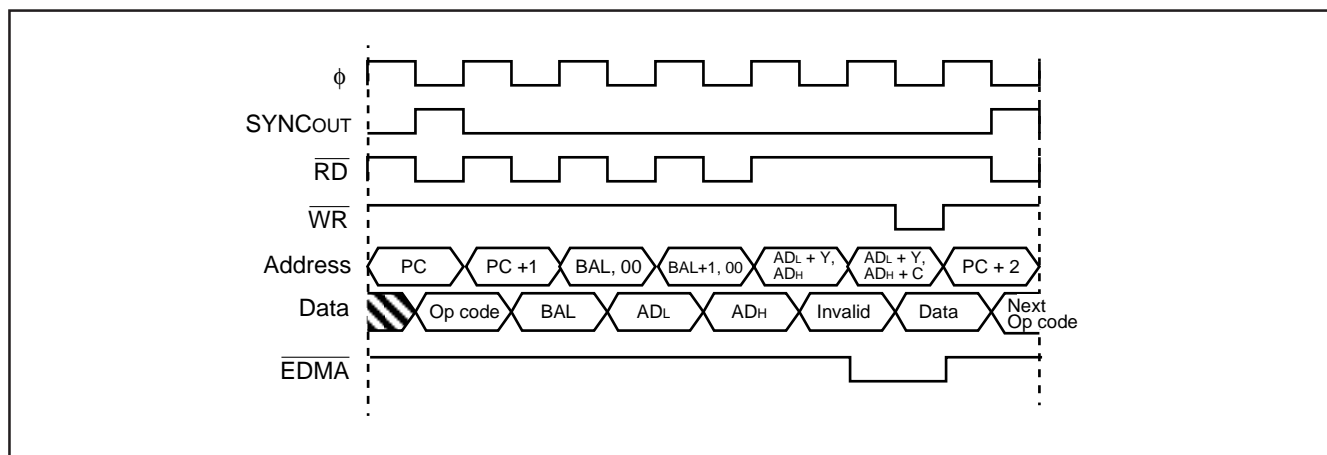 ϕ
SYNCOUT
RD
WR
Address PC PC +1 BAL, 00 BAL+1, 00 ADL + Y, ADH ADL + Y, ADH + C PC + 2
Data Op code BAL ADL ADH Invalid Data Next Op code
EDMA